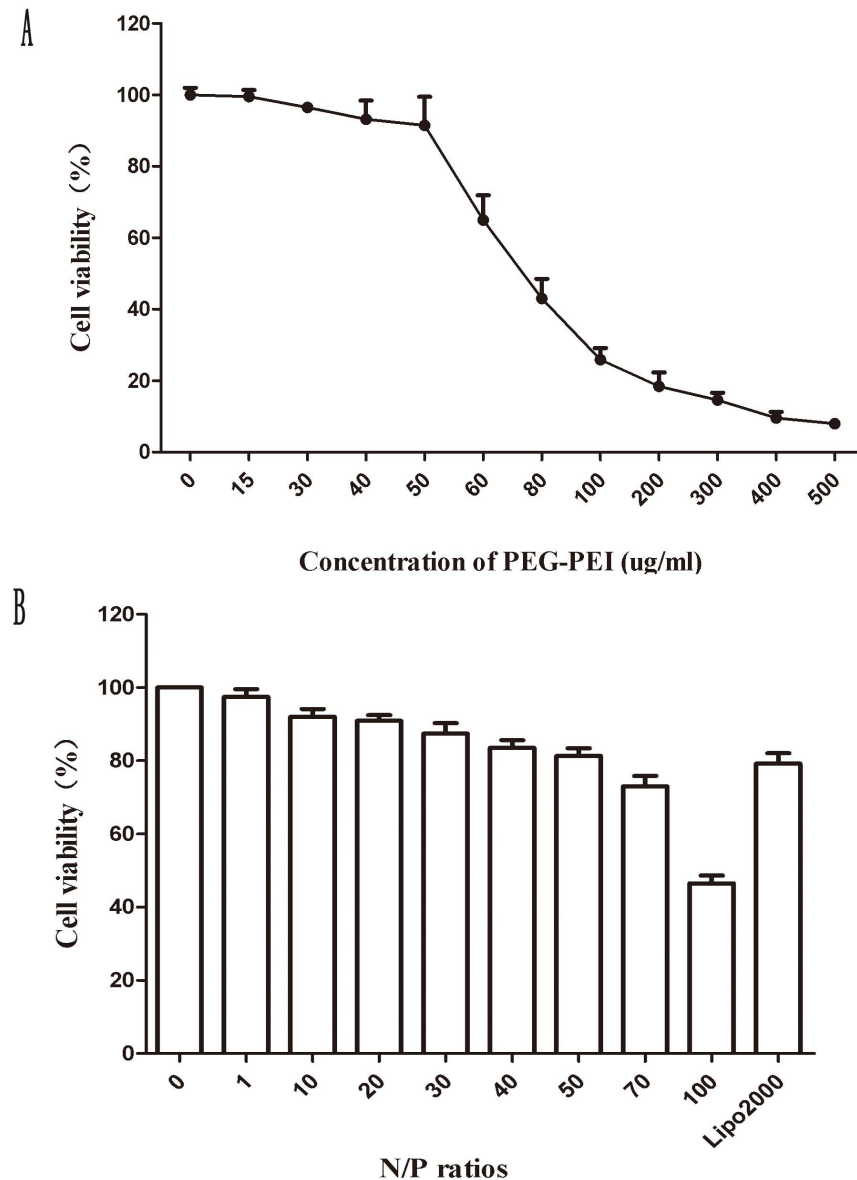 A
120
100
80
60
40
20
0
Cell viability (%)
0 15 30 40 50 60 80 100 200 300 400 500
Concentration of PEG-PEI (ug/ml)
B
120
100
80
60
40
20
0
Cell viability (%)
0 1 10 20 30 40 50 70 100 Lipo2000
N/P ratios